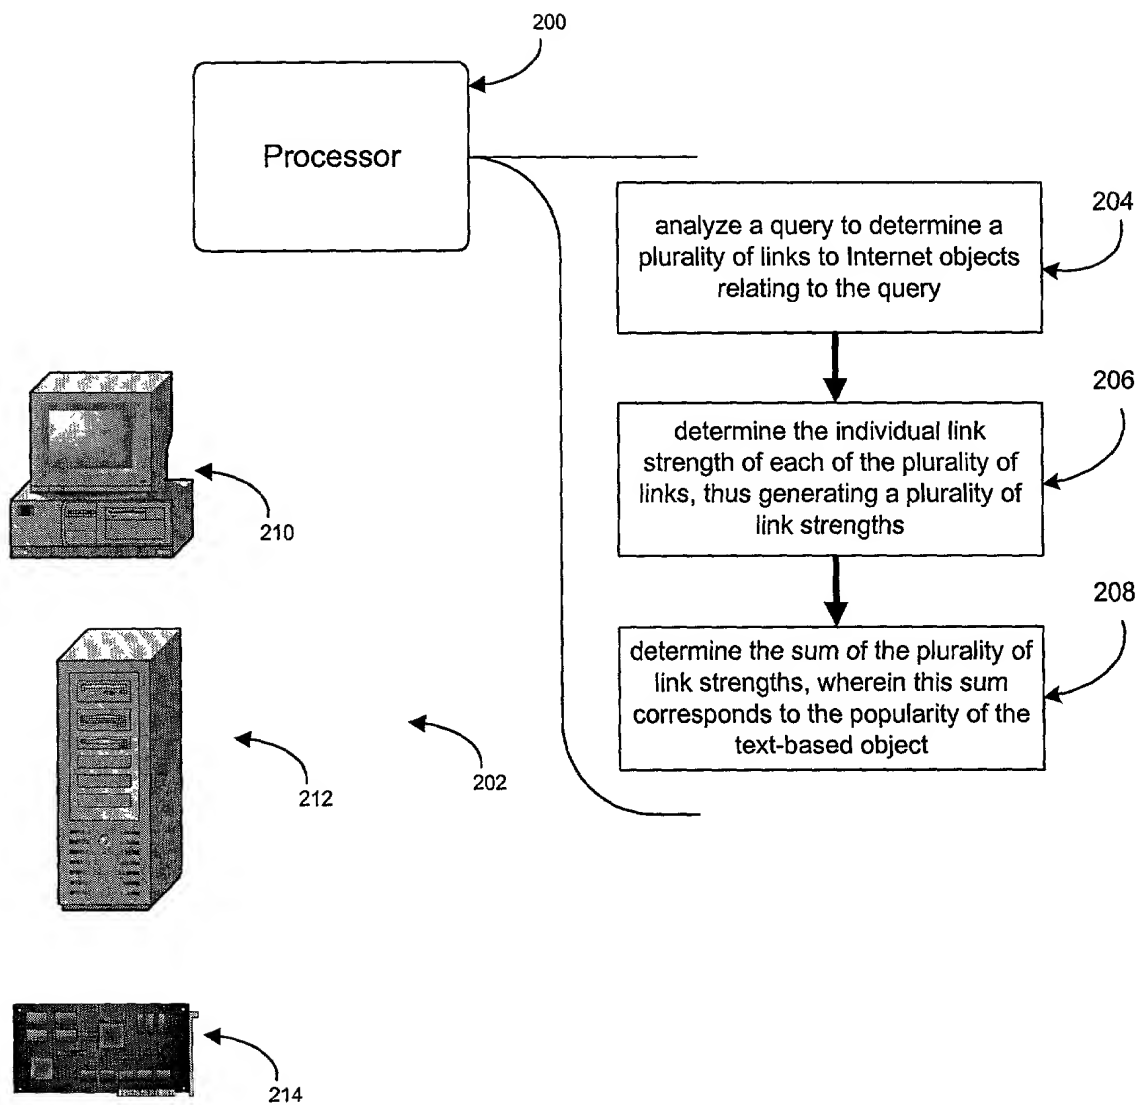 200
Processor
204
analyze a query to determine a
plurality of links to Internet objects
relating to the query
206
determine the individual link
strength of each of the plurality of
links, thus generating a plurality of
link strengths
210
208
determine the sum of the plurality of
link strengths, wherein this sum
corresponds to the popularity of the
text-based object
212
202
214